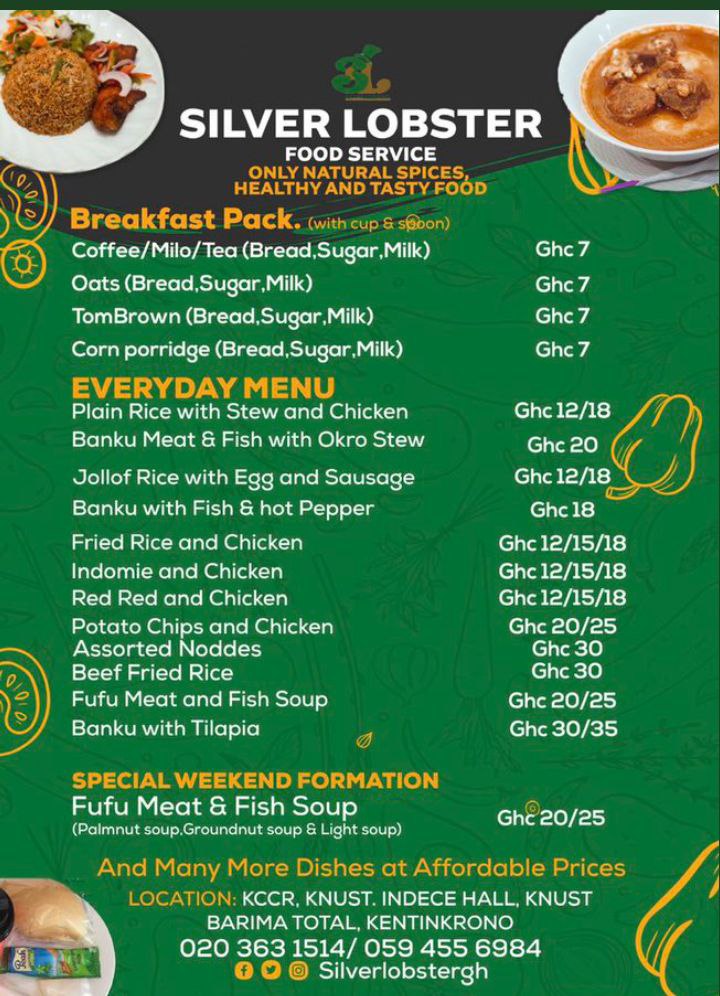 SL
SILVER LOBSTER
FOOD SERVICE
ONLY NATURAL SPICES,
HEALTHY AND TASTY FOOD
Breakfast Pack. (with cup & spoon)
Coffee/Milo/Tea (Bread,Sugar,Milk) Ghc 7
Oats (Bread,Sugar,Milk) Ghc 7
TomBrown (Bread,Sugar,Milk) Ghc 7
Corn porridge (Bread,Sugar,Milk) Ghc 7
EVERYDAY MENU
Plain Rice with Stew and Chicken Ghc 12/18
Banku Meat & Fish with Okro Stew Ghc 20
Jollof Rice with Egg and Sausage Ghc 12/18
Banku with Fish & hot Pepper Ghc 18
Fried Rice and Chicken Ghc 12/15/18
Indomie and Chicken Ghc 12/15/18
Red Red and Chicken Ghc 12/15/18
Potato Chips and Chicken Ghc 20/25
Assorted Noddes Ghc 30
Beef Fried Rice Ghc 30
Fufu Meat and Fish Soup Ghc 20/25
Banku with Tilapia Ghc 30/35
SPECIAL WEEKEND FORMATION
Fufu Meat & Fish Soup Ghc 20/25
(Palmnut soup,Groundnut soup & Light soup)
And Many More Dishes at Affordable Prices
LOCATION: KCCR, KNUST. INDECE HALL, KNUST
BARIMA TOTAL, KENTINKRONO
020 363 1514/ 059 455 6984
Silverlobstergh